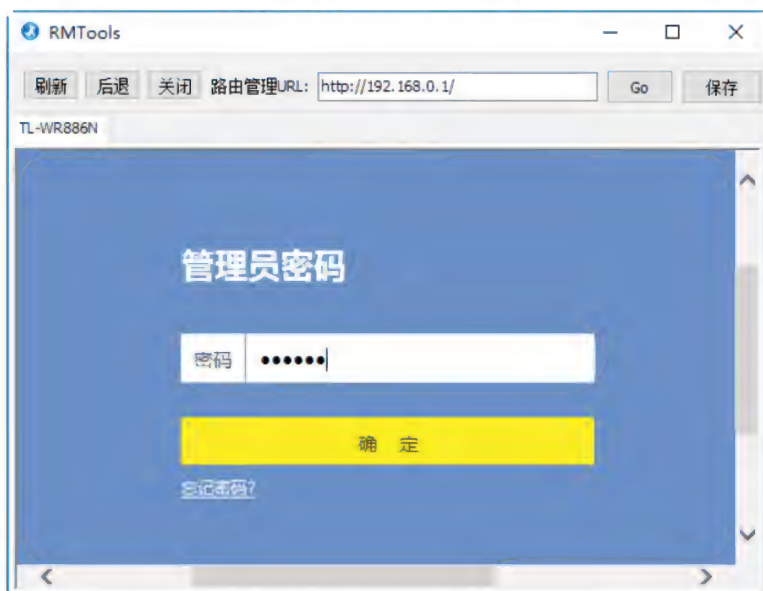 RMTools
刷新 后退 关闭 路由管理URL: http://192.168.0.1/ Go 保存
TL-WR886N
管理员密码
密码 ••••••
确 定
忘记密码?